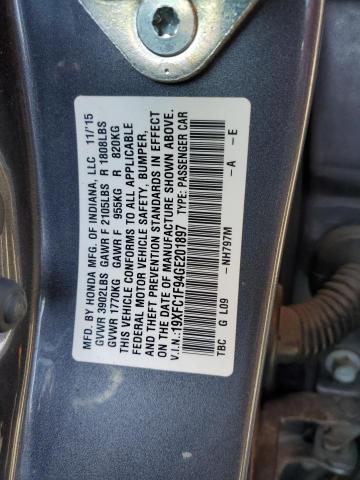 MFD. BY HONDA MFG. OF INDIANA, LLC 11/15
GVWR 3902LBS GAWR F 2105LBS R 1808LBS
GVWR 1770KG GAWR F 955KG R 820KG
THIS VEHICLE CONFORMS TO ALL APPLICABLE
FEDERAL MOTOR VEHICLE SAFETY, BUMPER,
AND THEFT PREVENTION STANDARDS IN EFFECT
ON THE DATE OF MANUFACTURE SHOWN ABOVE.
V.I.N.:19XFC1F94GE201897 TYPE: PASSENGER CAR
TBC G L09 -NH797M -A -E